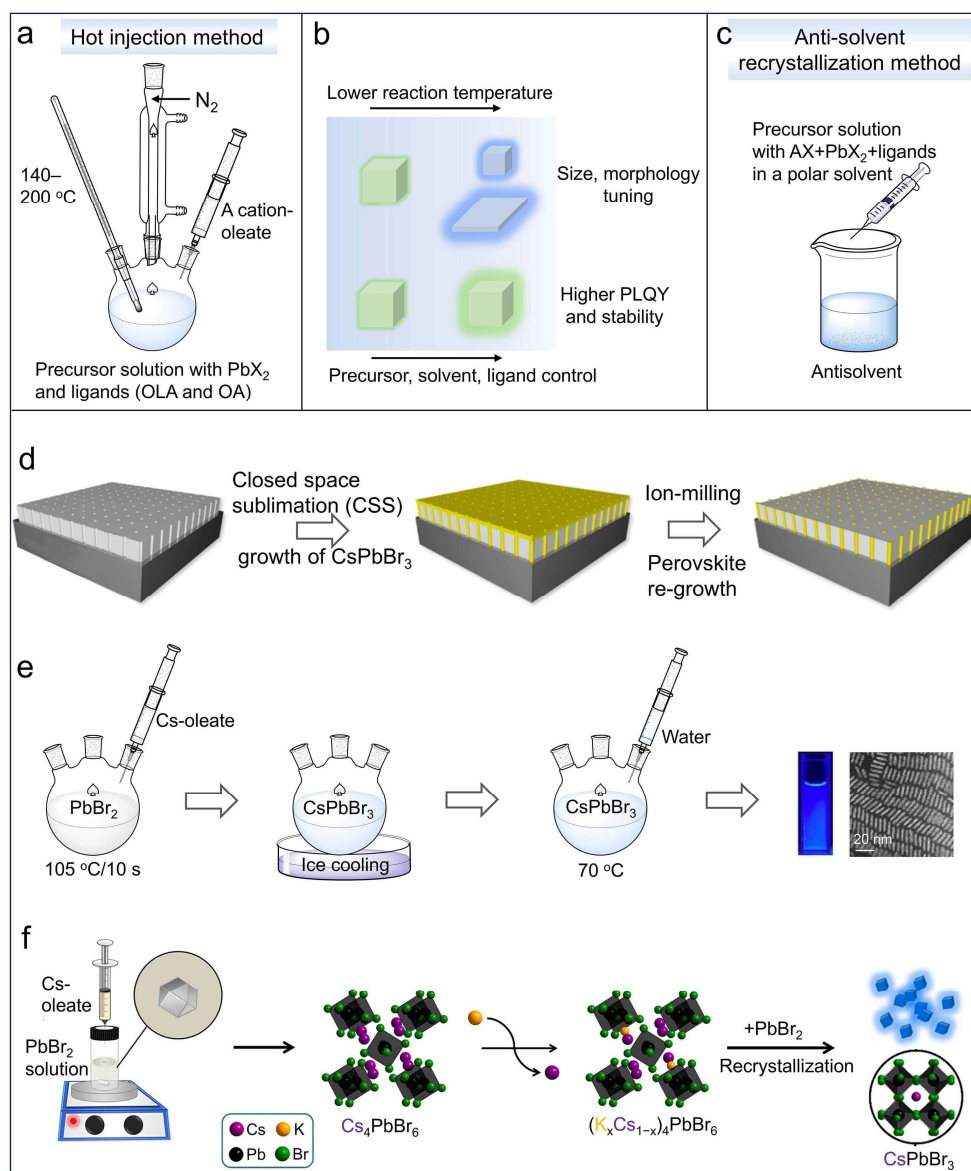 a
Hot injection method
N2
140–
200 oC
A cation-
oleate
Precursor solution with PbX2
and ligands (OLA and OA)
b
Lower reaction temperature
Size, morphology
tuning
Higher PLQY
and stability
Precursor, solvent, ligand control
c
Anti-solvent
recrystallization method
Precursor solution
with AX+PbX2+ligands
in a polar solvent
Antisolvent
d
Closed space
sublimation (CSS)
growth of CsPbBr3
Ion-milling
Perovskite
re-growth
e
Cs-oleate
PbBr2
105 oC/10 s
CsPbBr3
Ice cooling
Water
CsPbBr3
70 oC
20 nm
f
Cs-
oleate
PbBr2
solution
Cs K
Pb Br
Cs4PbBr6
(KxCs1−x)4PbBr6
+PbBr2
Recrystallization
CsPbBr3